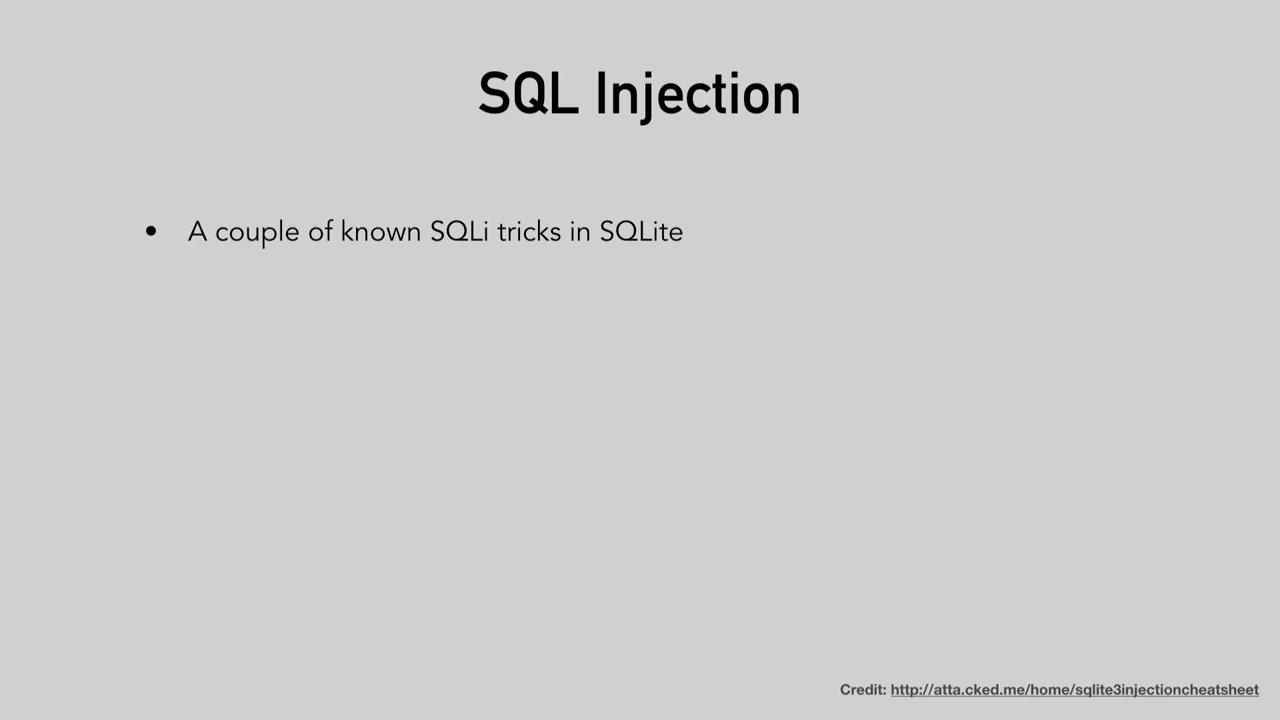 SQL Injection
• A couple of known SQLi tricks in SQLite
Credit: http://atta.cked.me/home/sqlite3injectioncheatsheet